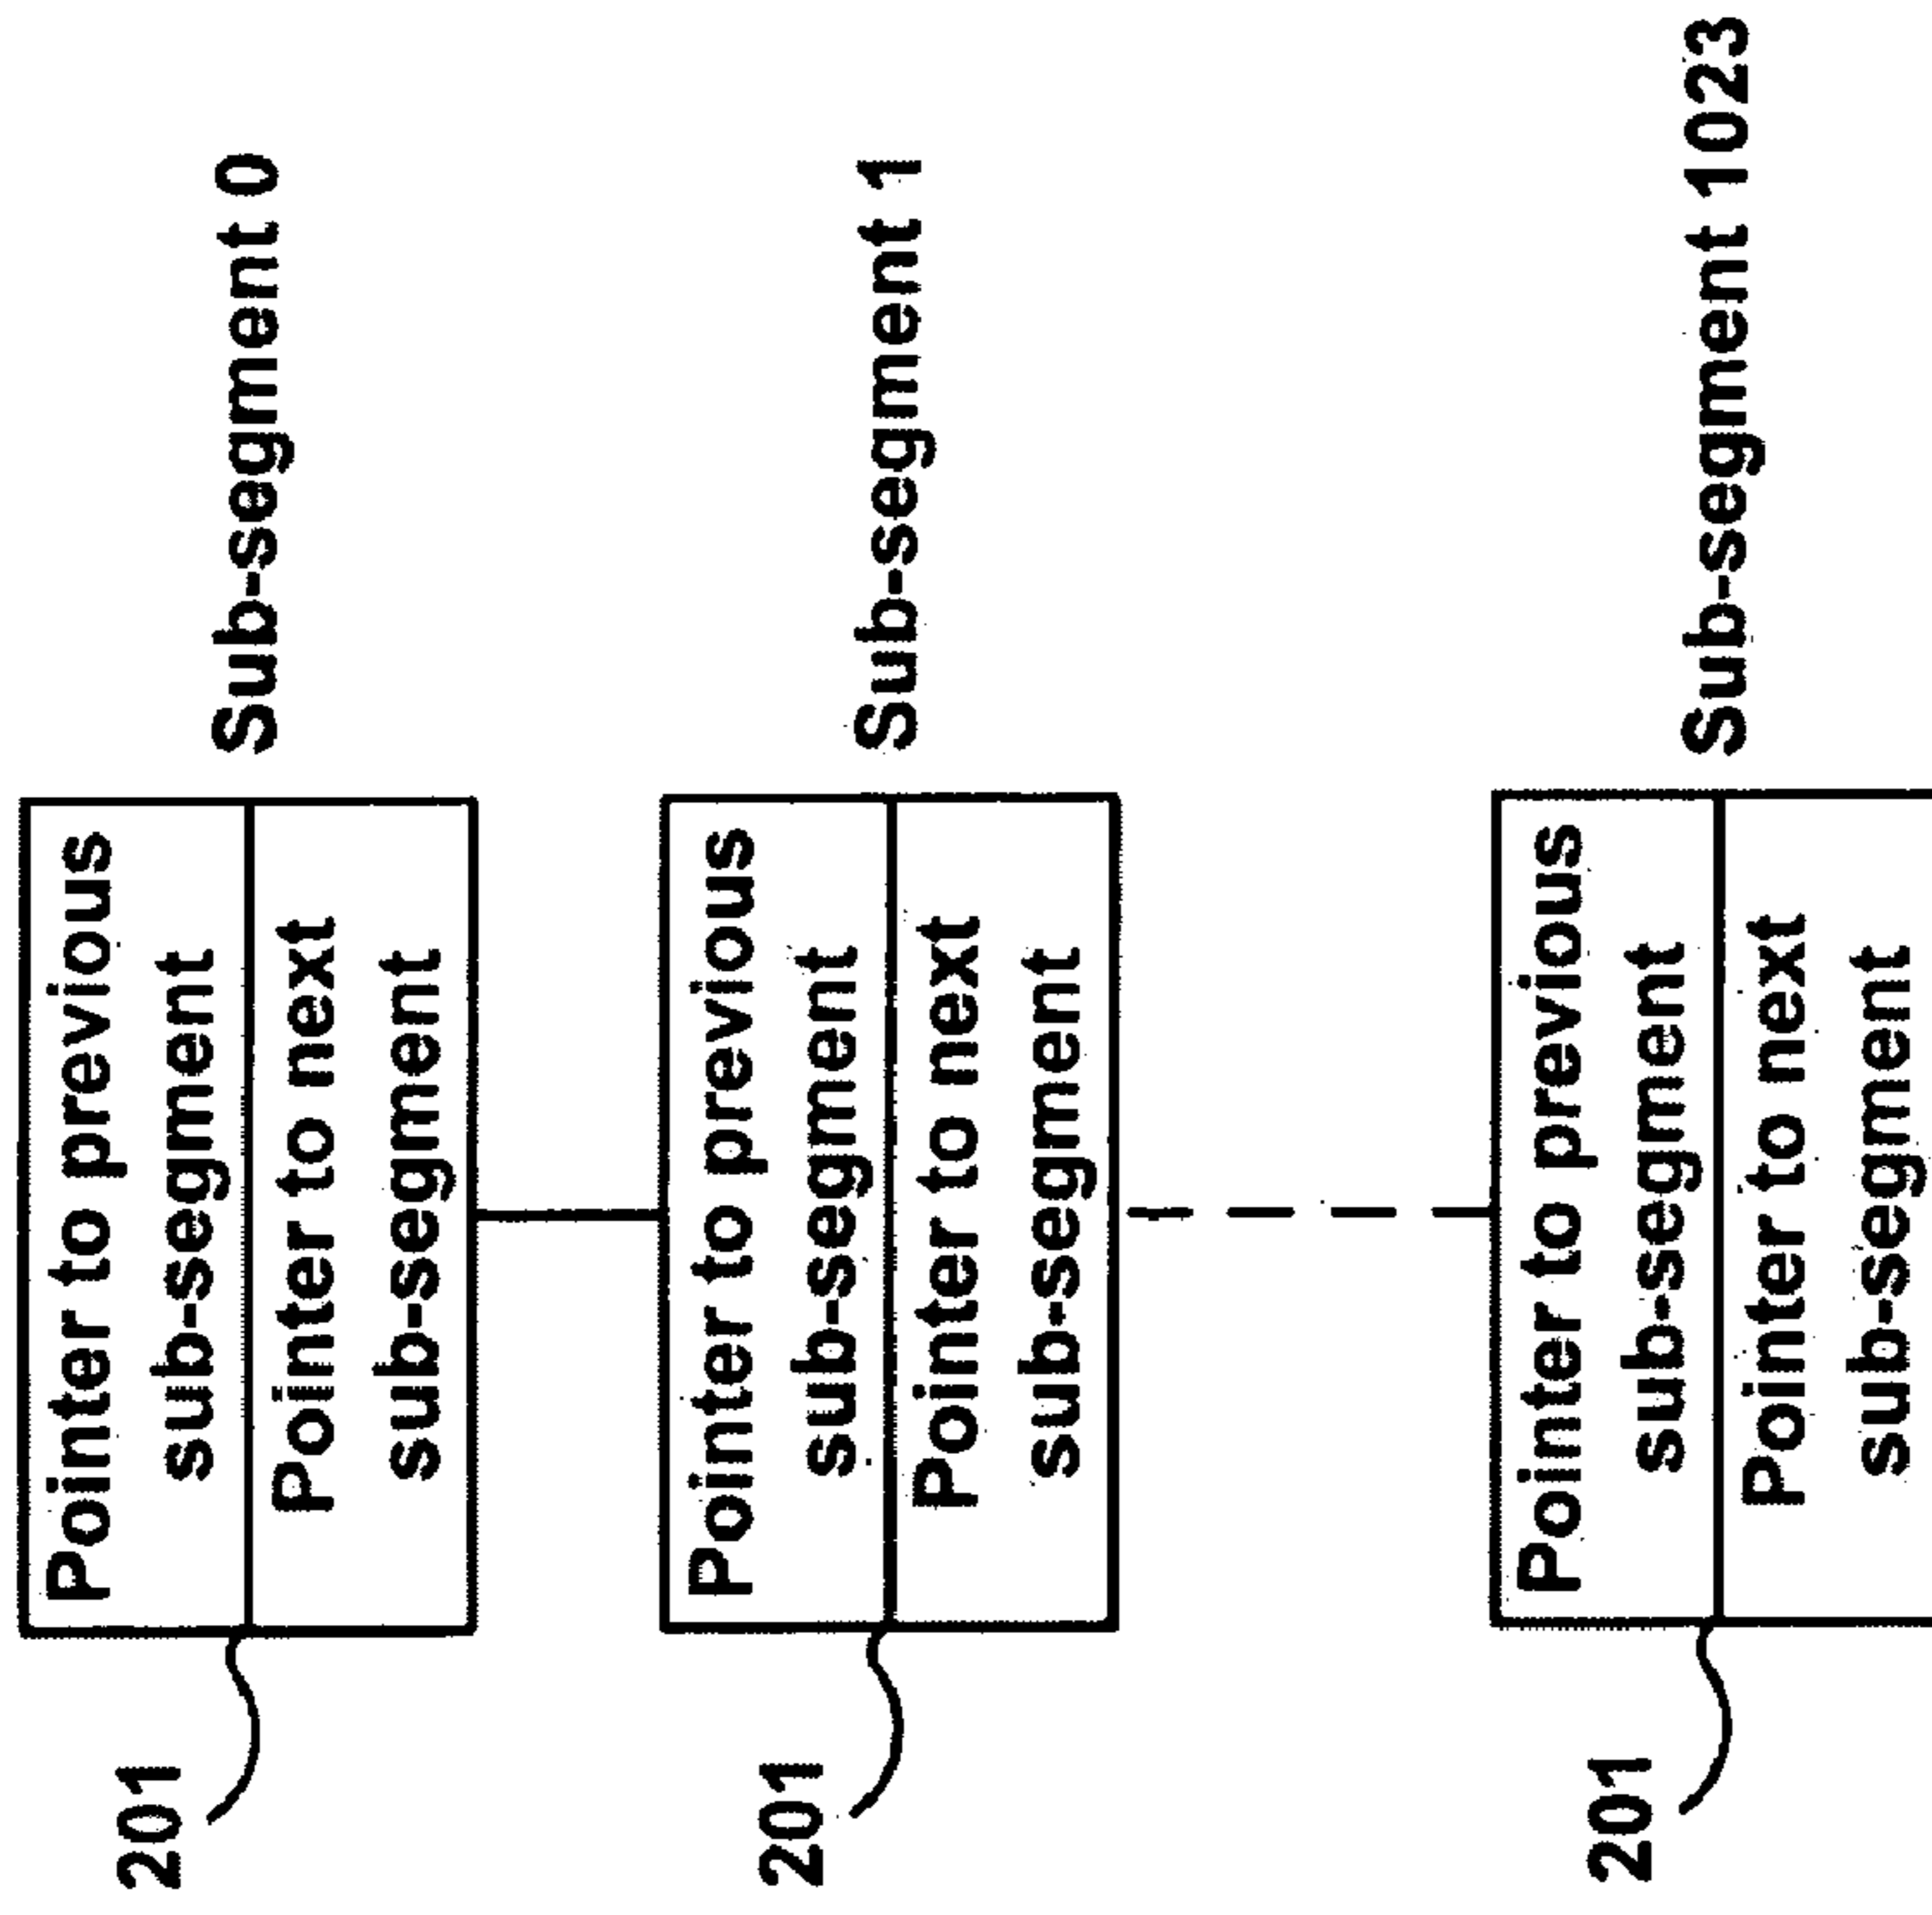 201
Pointer to previous
sub-segment
Pointer to next
sub-segment
Sub-segment 0
201
Pointer to previous
sub-segment
Pointer to next
sub-segment
Sub-segment 1
201
Pointer to previous
sub-segment
Pointer to next
sub-segment
Sub-segment 1023